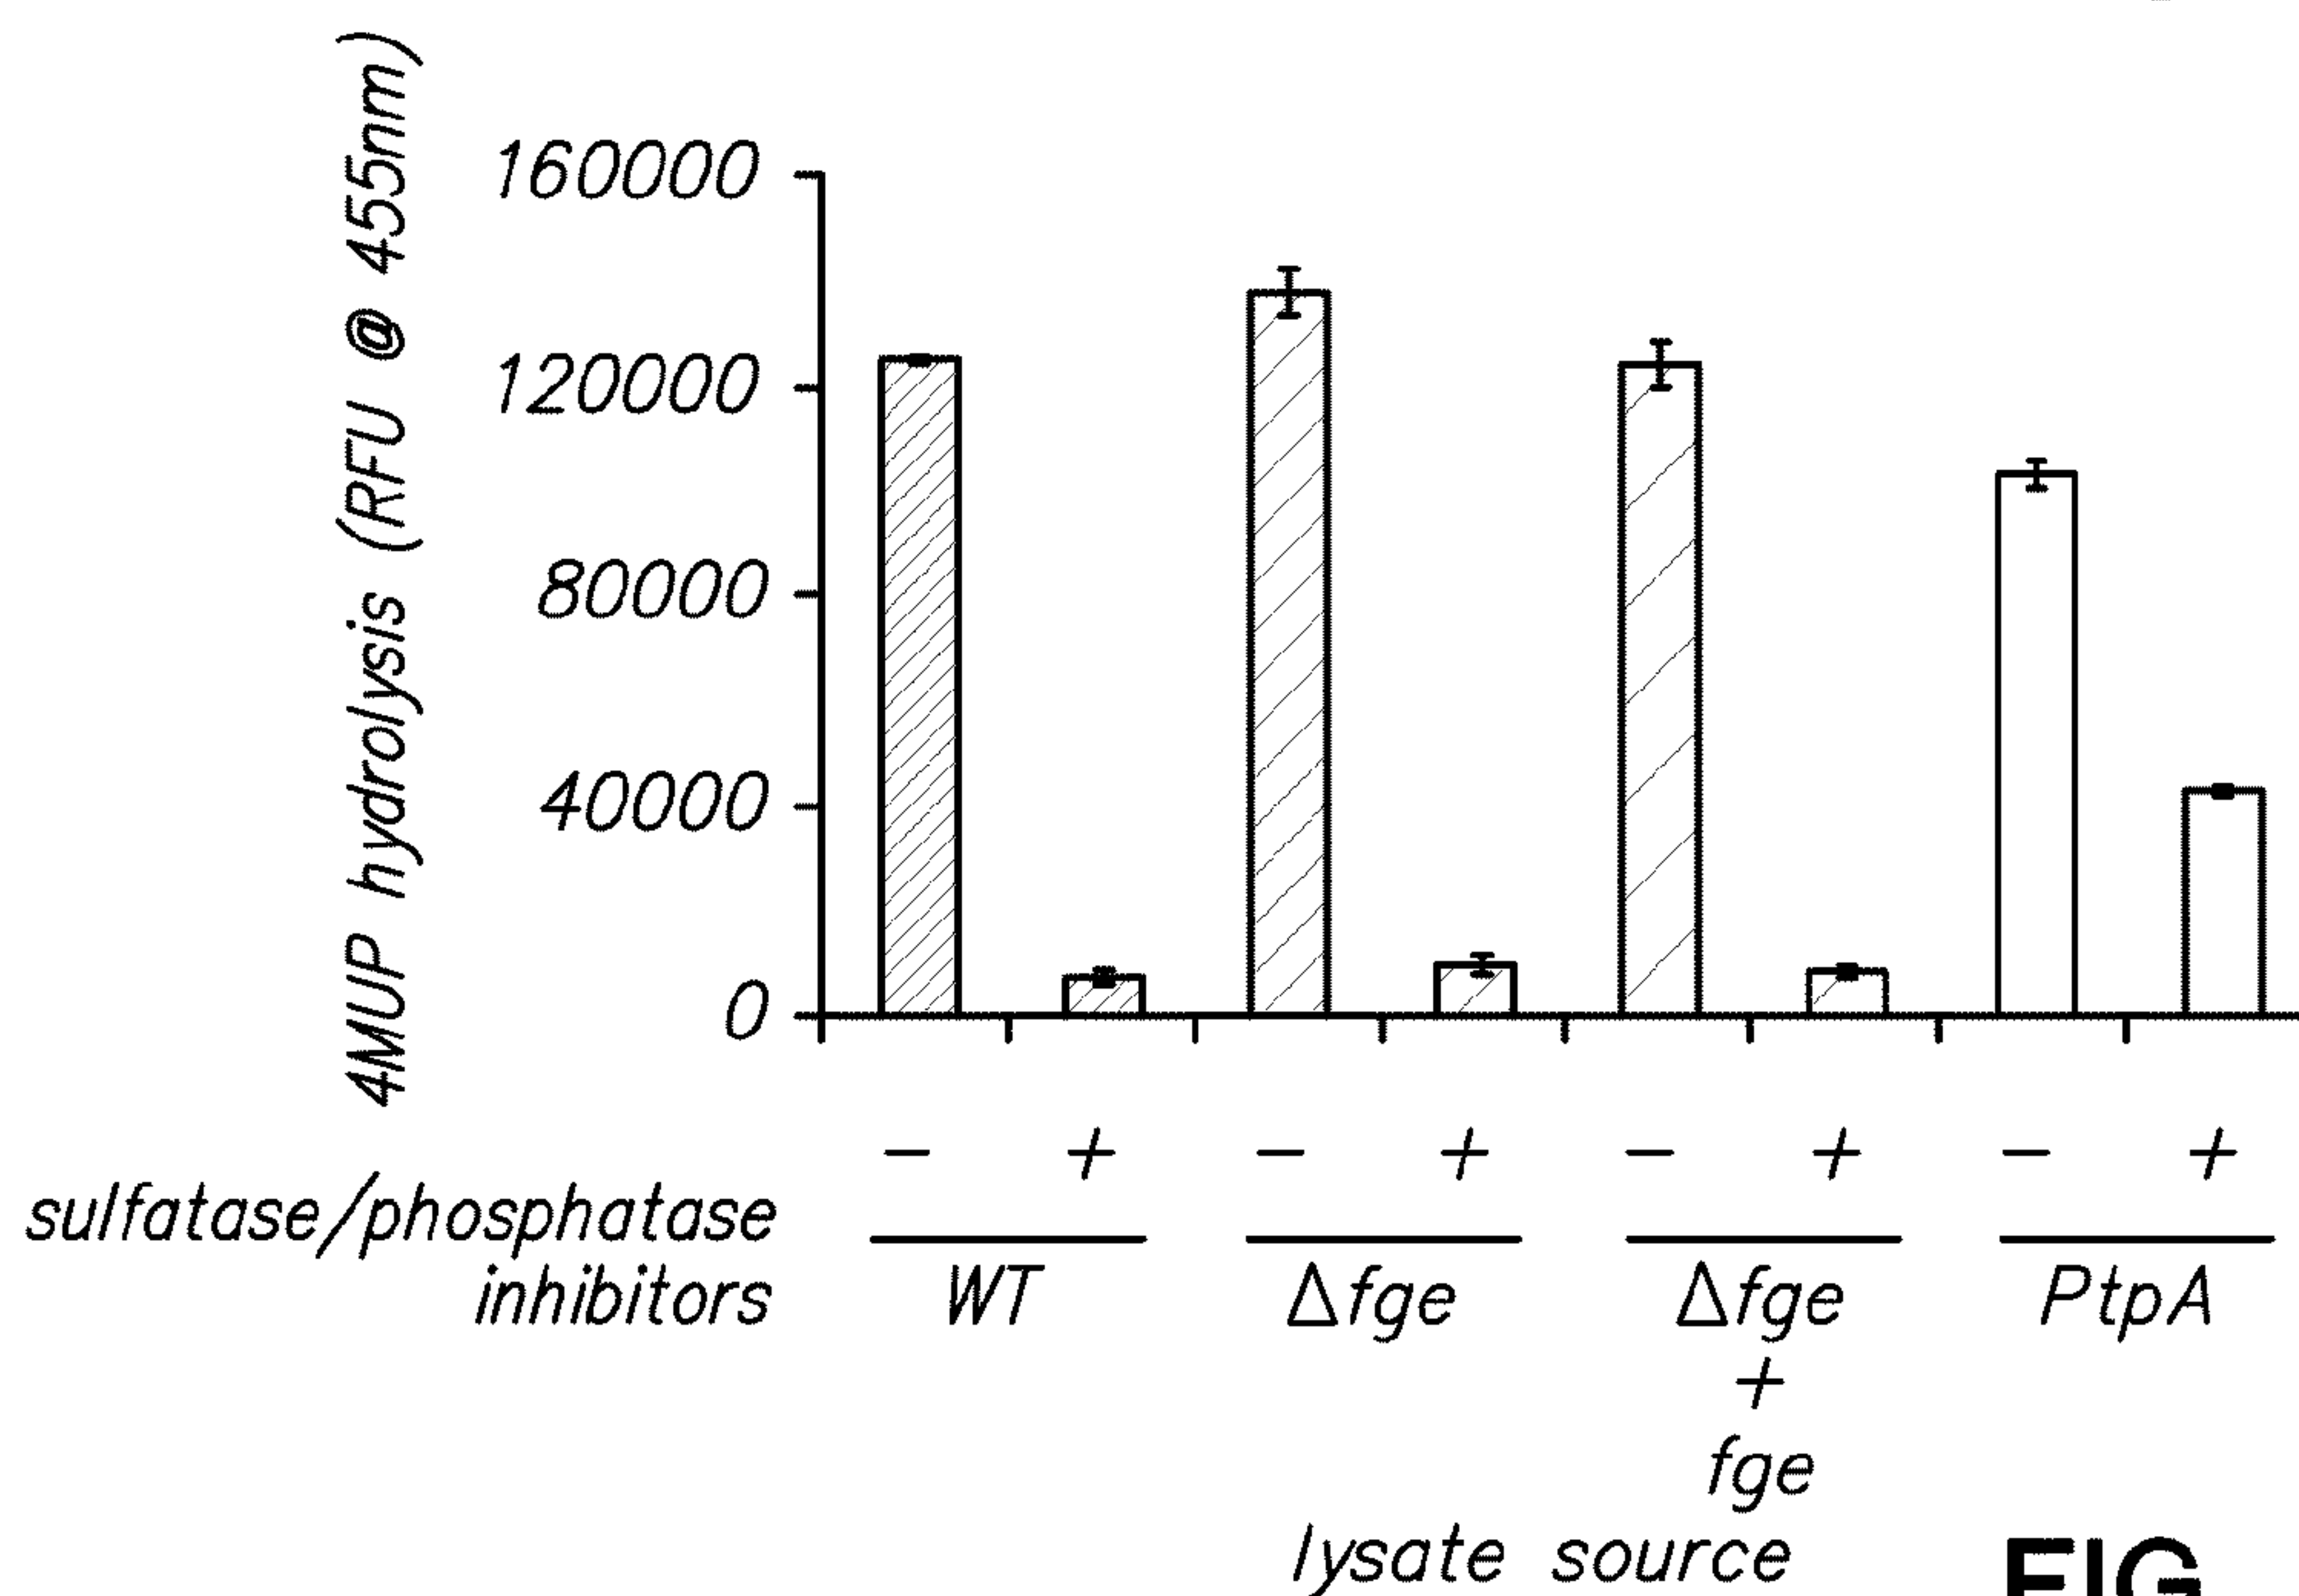 4MUP hydrolysis (RFU @ 455nm)
160000
120000
80000
40000
0
sulfatase/phosphatase
inhibitors
− + − + − + − +
WT Δfge Δfge PtpA
+
fge
lysate source
FIG